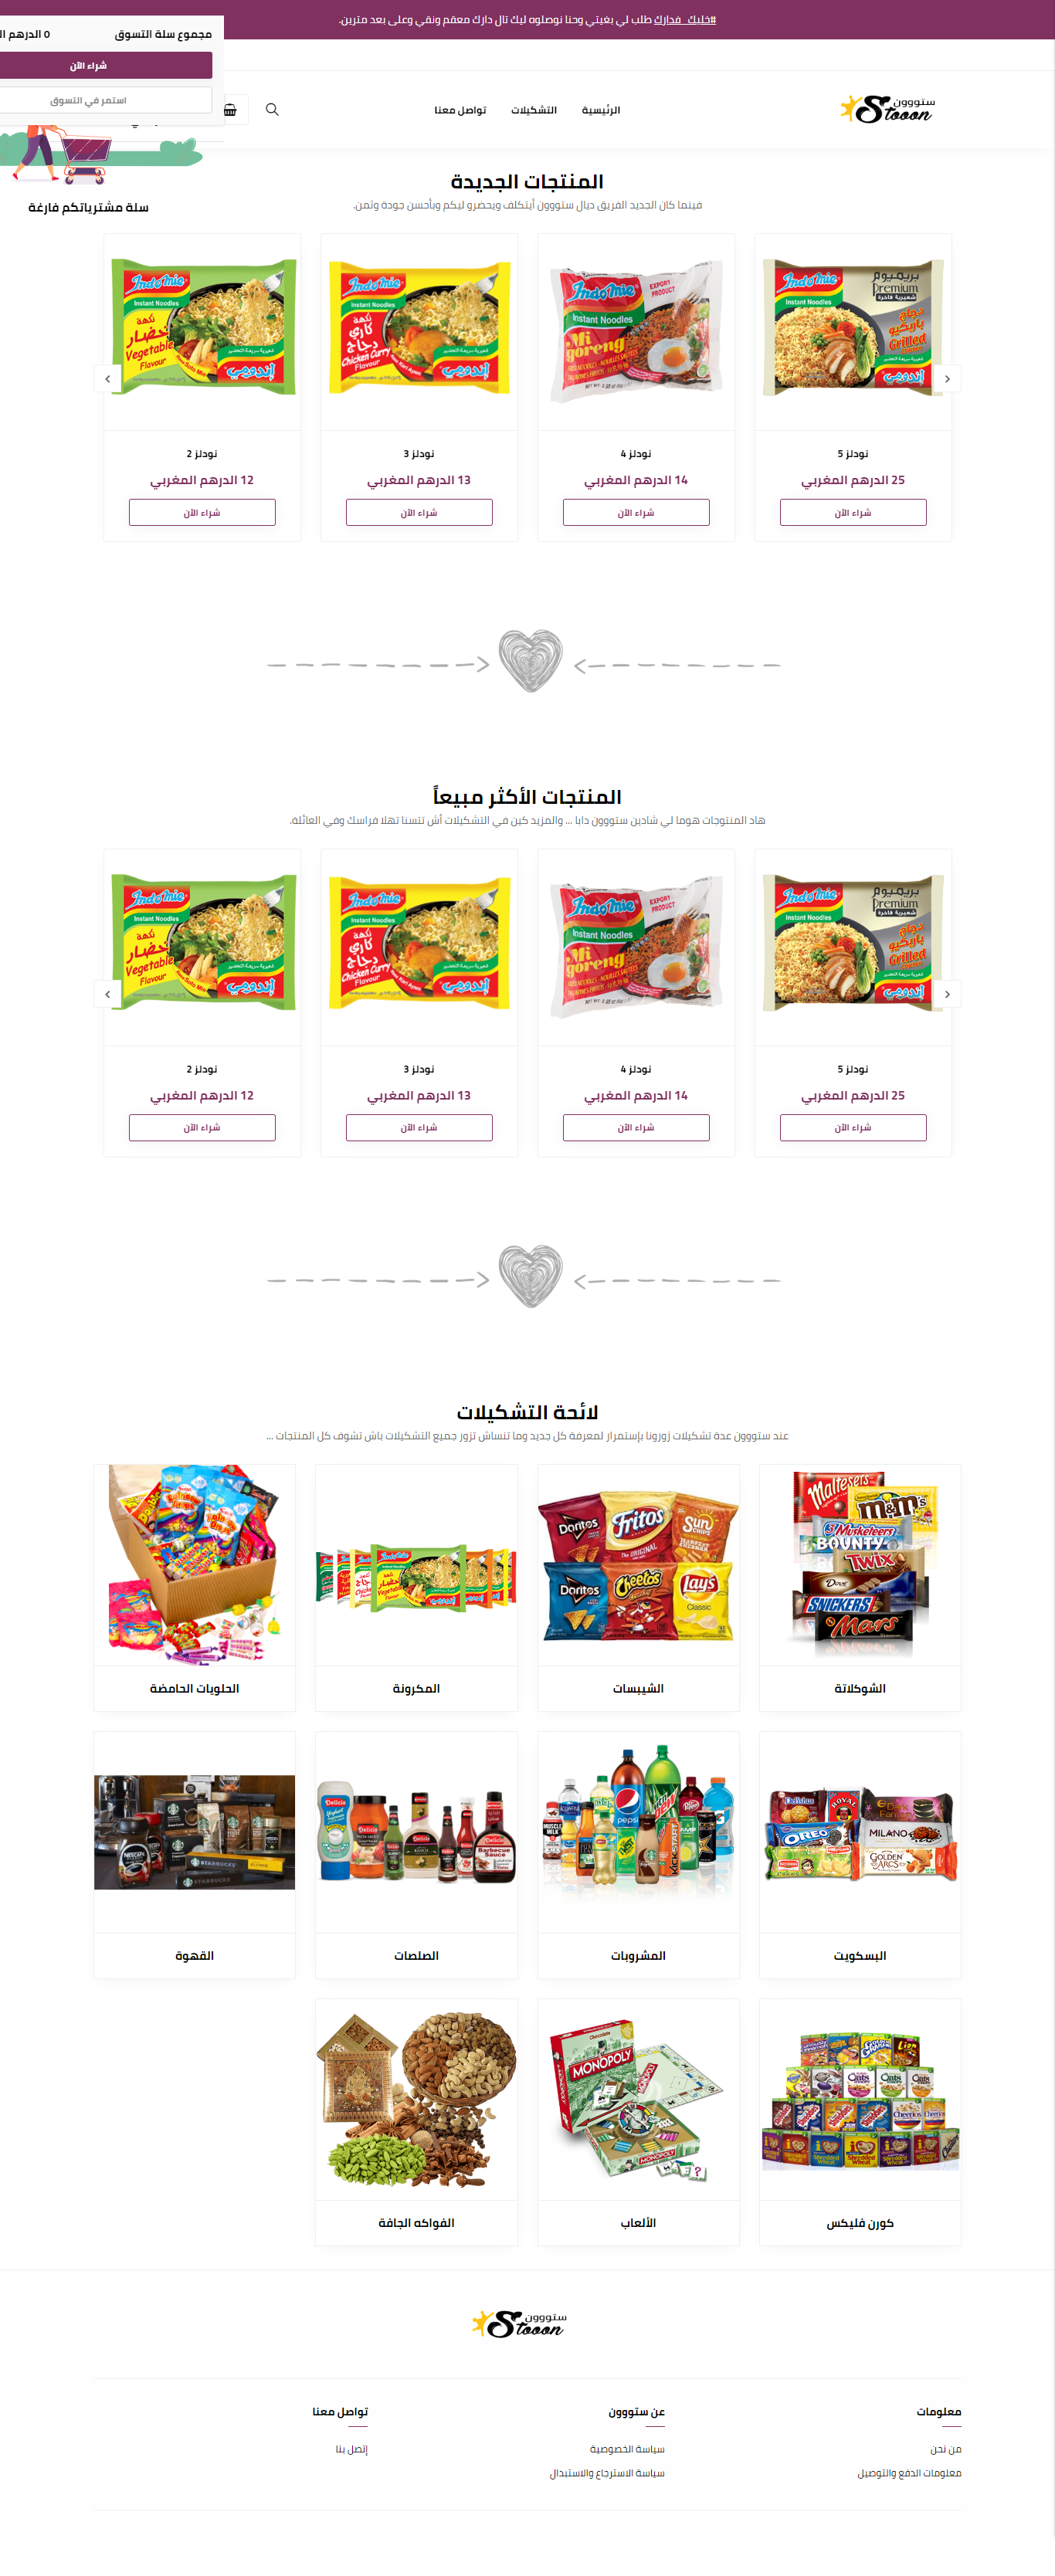 #خليك_فدارك طلب لي بغيتي وحنا نوصلوه ليك تال دارك معقم ونقي وعلى بعد مترين.
مجموع سلة التسوق
0 الدرهم
شراء الآن
استمر في التسوق
سلة مشترياتكم فارغة
ستوووون
Stooon
الرئيسية
التشكيلات
تواصل معنا
المنتجات الجديدة
فينما كان الجديد الفريق ديال ستوووون أيتكلف ويحضرو ليكم وبأحسن جودة وثمن.
نودلز 5
25 الدرهم المغربي
شراء الآن
نودلز 4
14 الدرهم المغربي
شراء الآن
نودلز 3
13 الدرهم المغربي
شراء الآن
نودلز 2
12 الدرهم المغربي
شراء الآن
المنتجات الأكثر مبيعاً
هاد المنتوجات هوما لي شادين ستوووون دابا ... والمزيد كين في التشكيلات أش تتسنا تهلا فراسك وفي العائلة.
نودلز 5
25 الدرهم المغربي
شراء الآن
نودلز 4
14 الدرهم المغربي
شراء الآن
نودلز 3
13 الدرهم المغربي
شراء الآن
نودلز 2
12 الدرهم المغربي
شراء الآن
لائحة التشكيلات
عند ستوووون عدة تشكيلات زورونا بإستمرار لمعرفة كل جديد وما تنساش تزور جميع التشكيلات باش تشوف كل المنتجات ...
الشوكلاتة
الشيبسات
المكرونة
الحلويات الحامضة
البسكويت
المشروبات
الصلصات
القهوة
كورن فليكس
الألعاب
الفواكه الجافة
ستوووون
Stooon
معلومات
من نحن
معلومات الدفع والتوصيل
عن ستوووون
سياسة الخصوصية
سياسة الاسترجاع والاستبدال
تواصل معنا
إتصل بنا